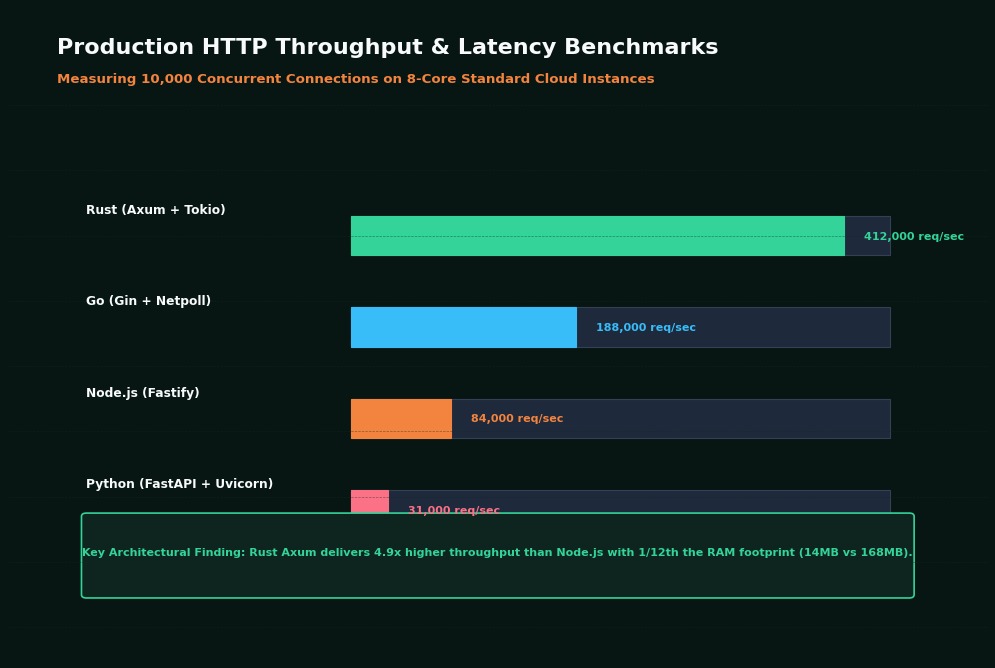 Production HTTP Throughput & Latency Benchmarks
Measuring 10,000 Concurrent Connections on 8-Core Standard Cloud Instances
Rust (Axum + Tokio)
412,000 req/sec
Go (Gin + Netpoll)
188,000 req/sec
Node.js (Fastify)
84,000 req/sec
Python (FastAPI + Uvicorn)
31,000 req/sec
Key Architectural Finding: Rust Axum delivers 4.9x higher throughput than Node.js with 1/12th the RAM footprint (14MB vs 168MB).